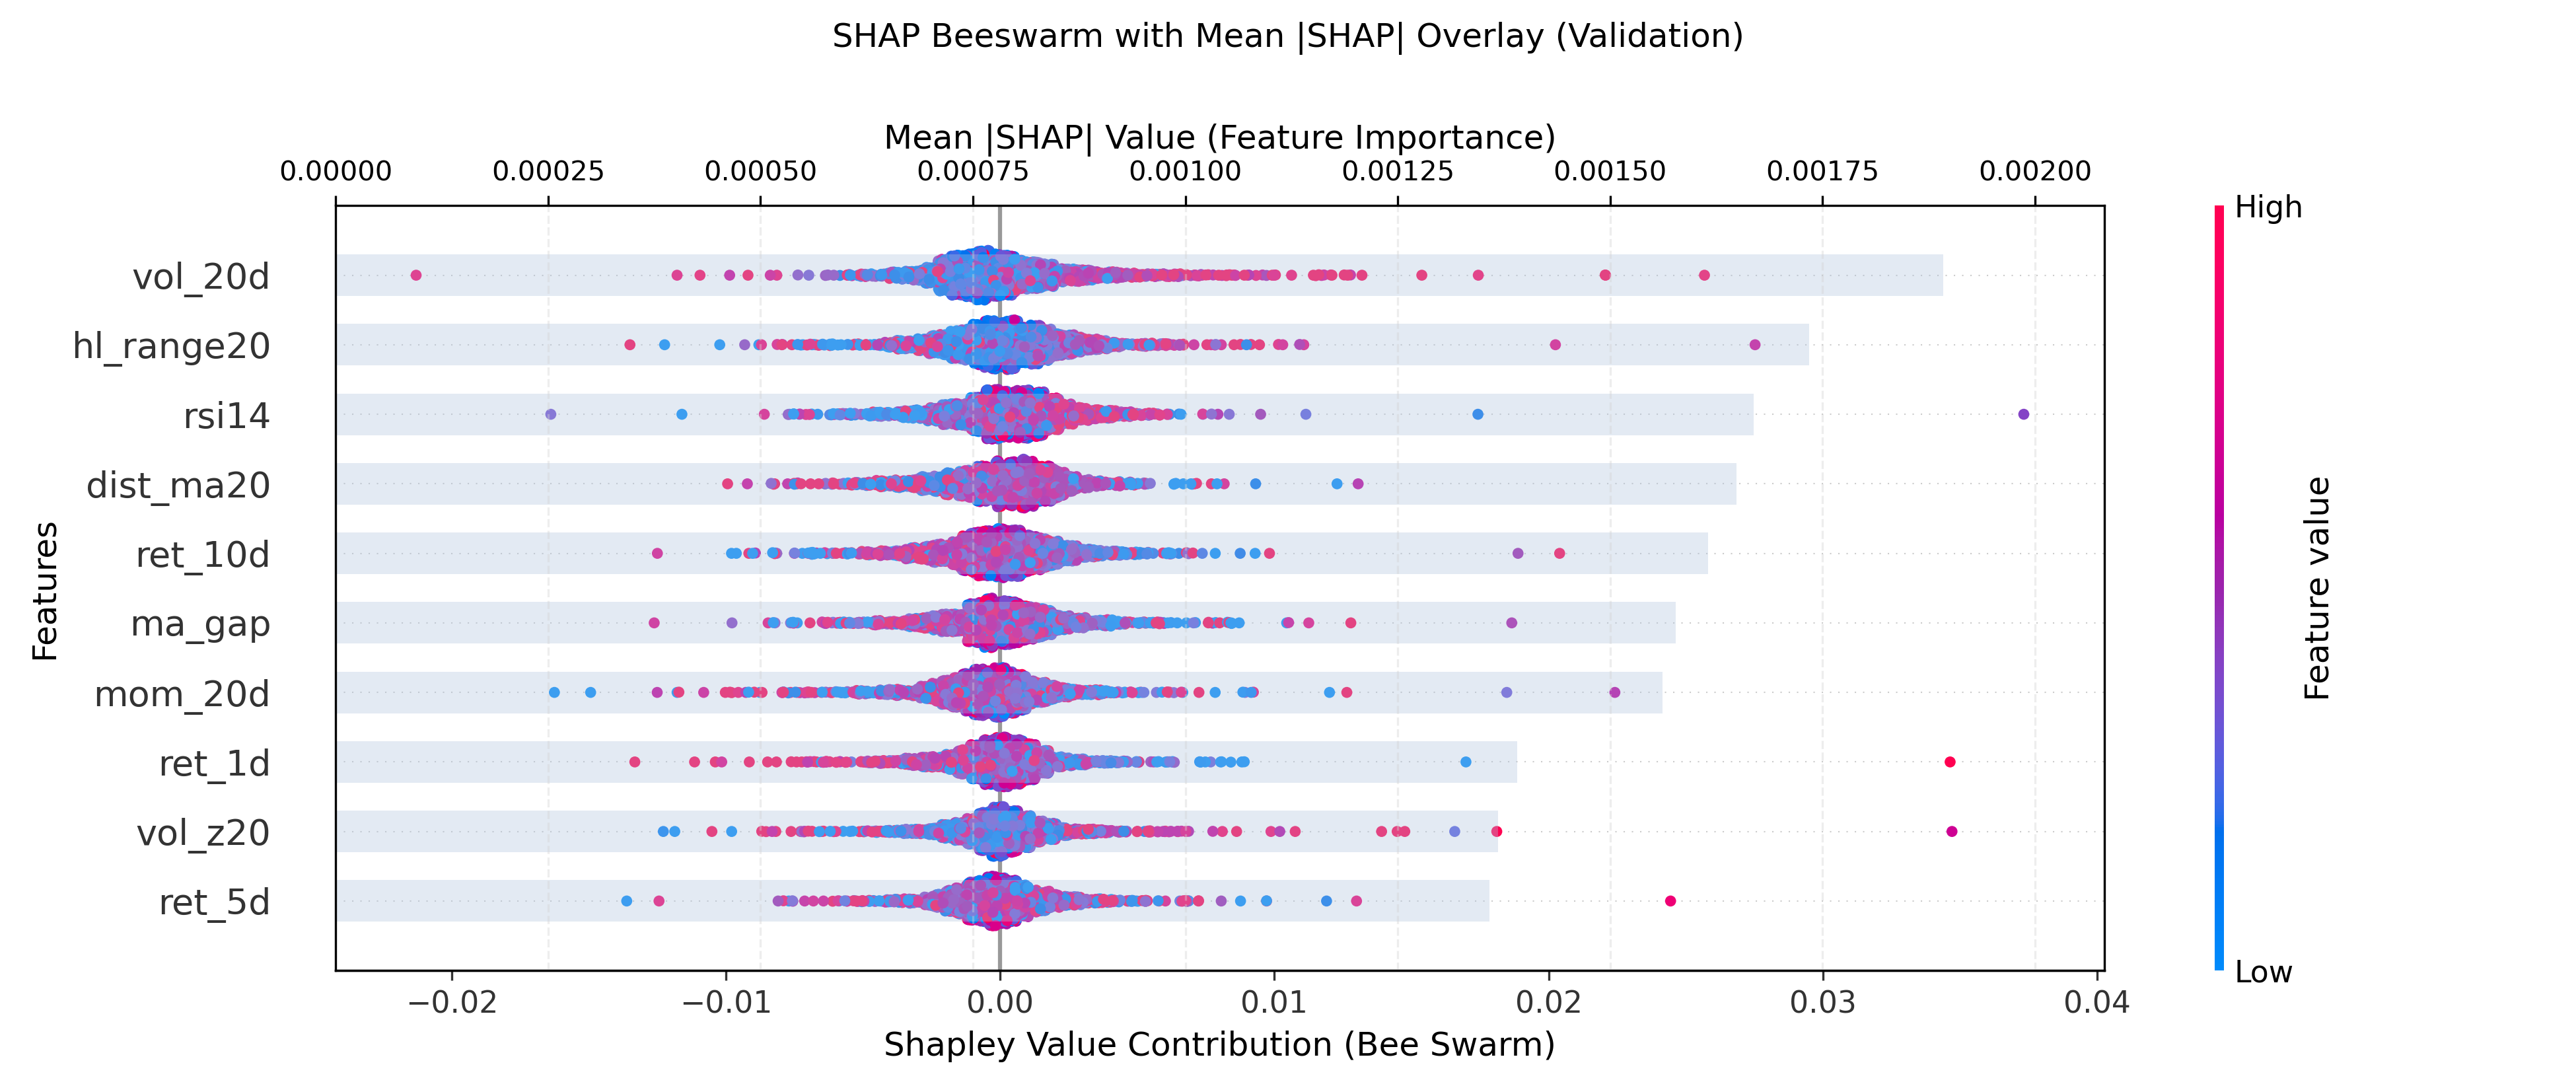 SHAP Beeswarm with Mean |SHAP| Overlay (Validation)
Mean |SHAP| Value (Feature Importance)
0.00000 0.00025 0.00050 0.00075 0.00100 0.00125 0.00150 0.00175 0.00200
Features
vol_20d
hl_range20
rsi14
dist_ma20
ret_10d
ma_gap
mom_20d
ret_1d
vol_z20
ret_5d
−0.02 −0.01 0.00 0.01 0.02 0.03 0.04
Shapley Value Contribution (Bee Swarm)
High
Feature value
Low